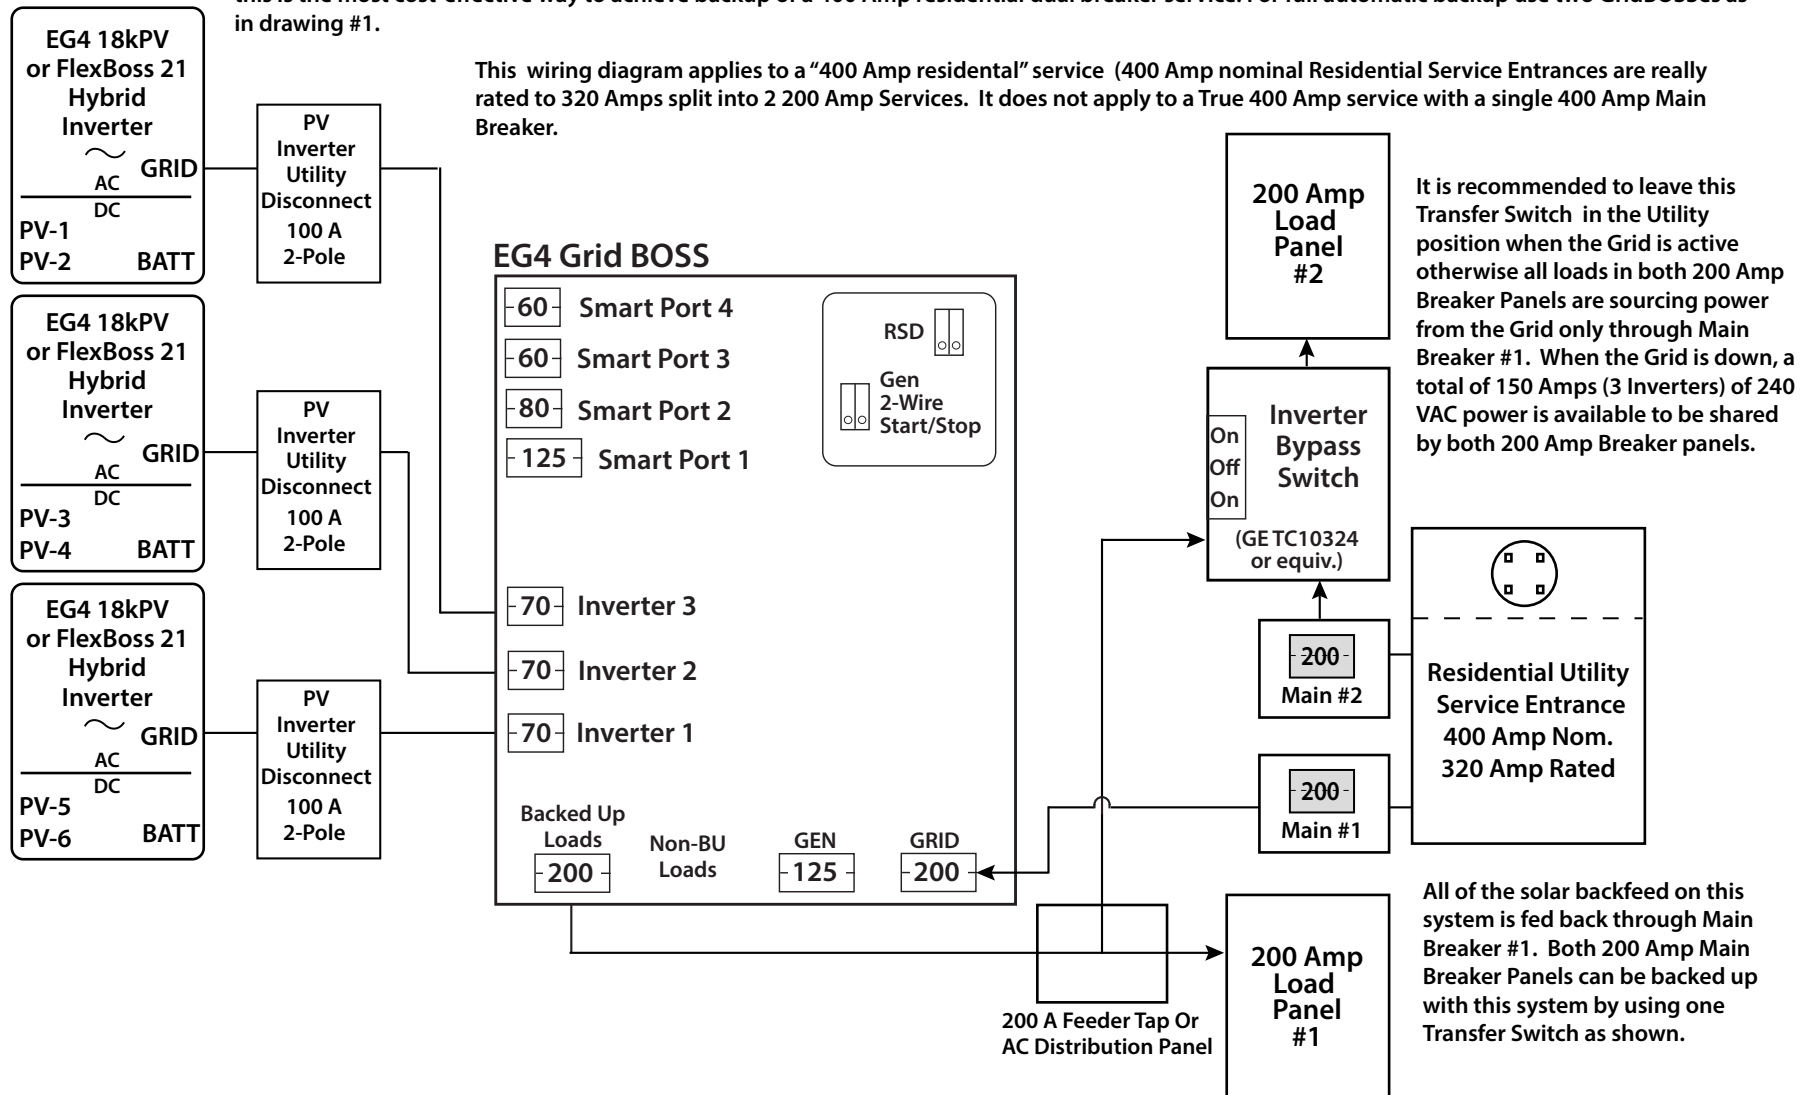 this is the most cost-effective way to achieve backup of a 400 Amp residential dual breaker service. For full automatic backup use two GridBOSSes as
in drawing #1.
This wiring diagram applies to a “400 Amp residental” service (400 Amp nominal Residential Service Entrances are really
rated to 320 Amps split into 2 200 Amp Services. It does not apply to a True 400 Amp service with a single 400 Amp Main
Breaker.
EG4 18kPV
or FlexBoss 21
Hybrid
Inverter
GRID
AC
DC
PV-1
PV-2
BATT
PV
Inverter
Utility
Disconnect
100 A
2-Pole
EG4 18kPV
or FlexBoss 21
Hybrid
Inverter
GRID
AC
DC
PV-3
PV-4
BATT
PV
Inverter
Utility
Disconnect
100 A
2-Pole
EG4 18kPV
or FlexBoss 21
Hybrid
Inverter
GRID
AC
DC
PV-5
PV-6
BATT
PV
Inverter
Utility
Disconnect
100 A
2-Pole
EG4 Grid BOSS
60 Smart Port 4
60 Smart Port 3
80 Smart Port 2
125 Smart Port 1
RSD
Gen
2-Wire
Start/Stop
70 Inverter 3
70 Inverter 2
70 Inverter 1
Backed Up
Loads
200
Non-BU
Loads
GEN
125
GRID
200
200 Amp
Load
Panel
#2
Inverter
Bypass
Switch
On
Off
On
(GE TC10324
or equiv.)
200
Main #2
200
Main #1
Residential Utility
Service Entrance
400 Amp Nom.
320 Amp Rated
200 A Feeder Tap Or
AC Distribution Panel
200 Amp
Load
Panel
#1
It is recommended to leave this
Transfer Switch in the Utility
position when the Grid is active
otherwise all loads in both 200 Amp
Breaker Panels are sourcing power
from the Grid only through Main
Breaker #1. When the Grid is down, a
total of 150 Amps (3 Inverters) of 240
VAC power is available to be shared
by both 200 Amp Breaker panels.
All of the solar backfeed on this
system is fed back through Main
Breaker #1. Both 200 Amp Main
Breaker Panels can be backed up
with this system by using one
Transfer Switch as shown.